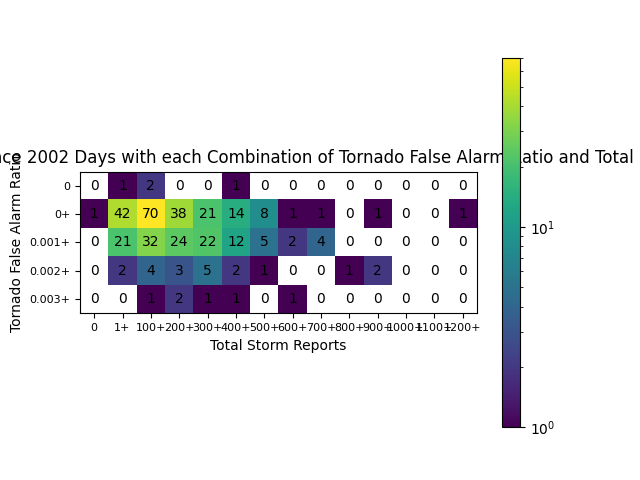 2002 Days with each Combination of Tornado False Alarm Ratio and Total
Tornado False Alarm Ratio
0 0 1 2 0 0 1 0 0 0 0 0 0 0 0
0+ 1 42 70 38 21 14 8 1 1 0 1 0 0 1
0.001+ 0 21 32 24 22 12 5 2 4 0 0 0 0 0
0.002+ 0 2 4 3 5 2 1 0 0 1 2 0 0 0
0.003+ 0 0 1 2 1 1 0 1 0 0 0 0 0 0
0 1+ 100+ 200+ 300+ 400+ 500+ 600+ 700+ 800+ 900+ 1000+ 1100+ 1200+
Total Storm Reports
10¹
10⁰